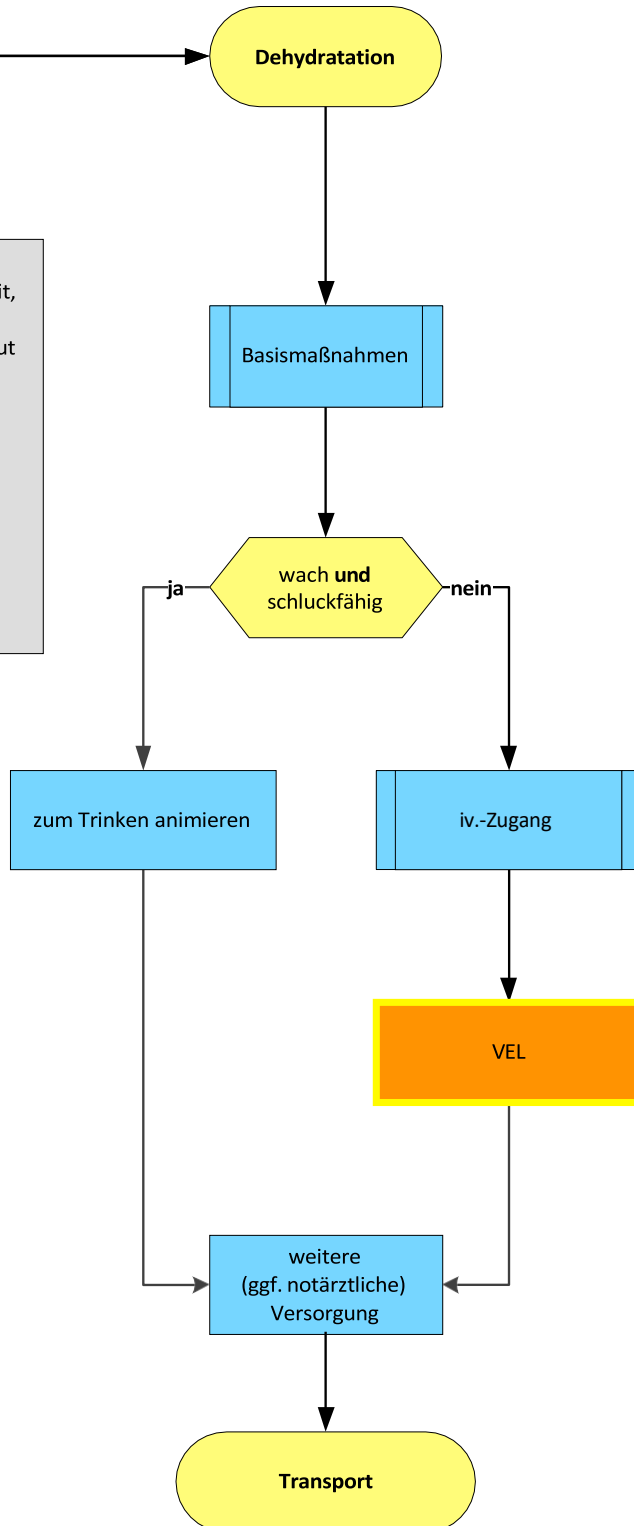 Dehydratation
Basismaßnahmen
wach und
schluckfähig
ja
nein
zum Trinken animieren
iv.-Zugang
VEL
weitere
(ggf. notärztliche)
Versorgung
Transport